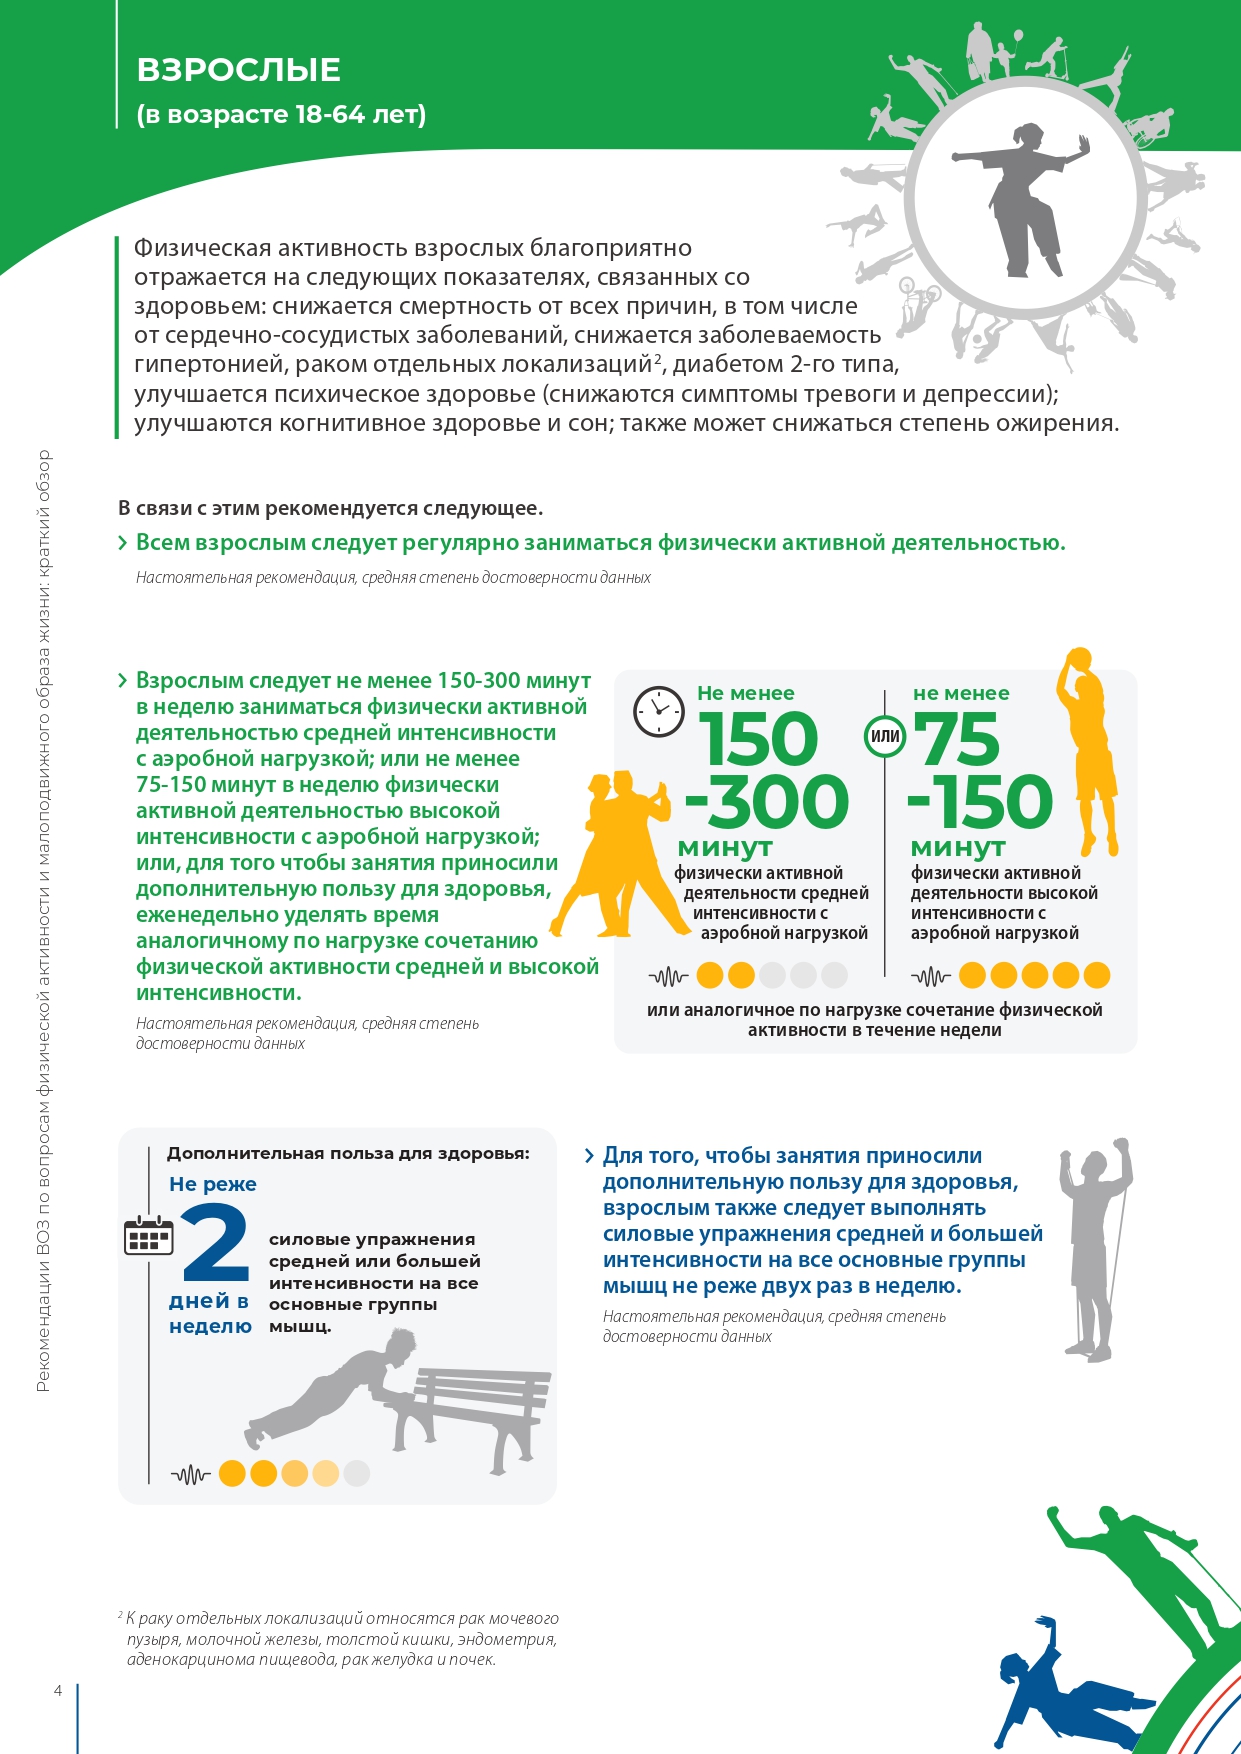 ВЗРОСЛЫЕ
(в возрасте 18-64 лет)
Физическая активность взрослых благоприятно
отражается на следующих показателях, связанных со
здоровьем: снижается смертность от всех причин, в том числе
от сердечно-сосудистых заболеваний, снижается заболеваемость
гипертонией, раком отдельных локализаций², диабетом 2-го типа,
улучшается психическое здоровье (снижаются симптомы тревоги и депрессии);
улучшаются когнитивное здоровье и сон; также может снижаться степень ожирения.
В связи с этим рекомендуется следующее.
Всем взрослым следует регулярно заниматься физически активной деятельностью.
Настоятельная рекомендация, средняя степень достоверности данных
Взрослым следует не менее 150-300 минут
в неделю заниматься физически активной
деятельностью средней интенсивности
с аэробной нагрузкой; или не менее
75-150 минут в неделю физически
активной деятельностью высокой
интенсивности с аэробной нагрузкой;
или, для того чтобы занятия приносили
дополнительную пользу для здоровья,
еженедельно уделять время
аналогичному по нагрузке сочетанию
физической активности средней и высокой
интенсивности.
Настоятельная рекомендация, средняя степень
достоверности данных
Не менее
150
-300
минут
физически активной
деятельности средней
интенсивности с
аэробной нагрузкой
или
не менее
75
-150
минут
физически активной
деятельности высокой
интенсивности с
аэробной нагрузкой
или аналогичное по нагрузке сочетание физической
активности в течение недели
Дополнительная польза для здоровья:
Не реже
2
дней в
неделю
силовые упражнения
средней или большей
интенсивности на все
основные группы
мышц.
Для того, чтобы занятия приносили
дополнительную пользу для здоровья,
взрослым также следует выполнять
силовые упражнения средней и большей
интенсивности на все основные группы
мышц не реже двух раз в неделю.
Настоятельная рекомендация, средняя степень
достоверности данных
² К раку отдельных локализаций относятся рак мочевого
пузыря, молочной железы, толстой кишки, эндометрия,
аденокарцинома пищевода, рак желудка и почек.
Рекомендации ВОЗ по вопросам физической активности и малоподвижного образа жизни: краткий обзор
4